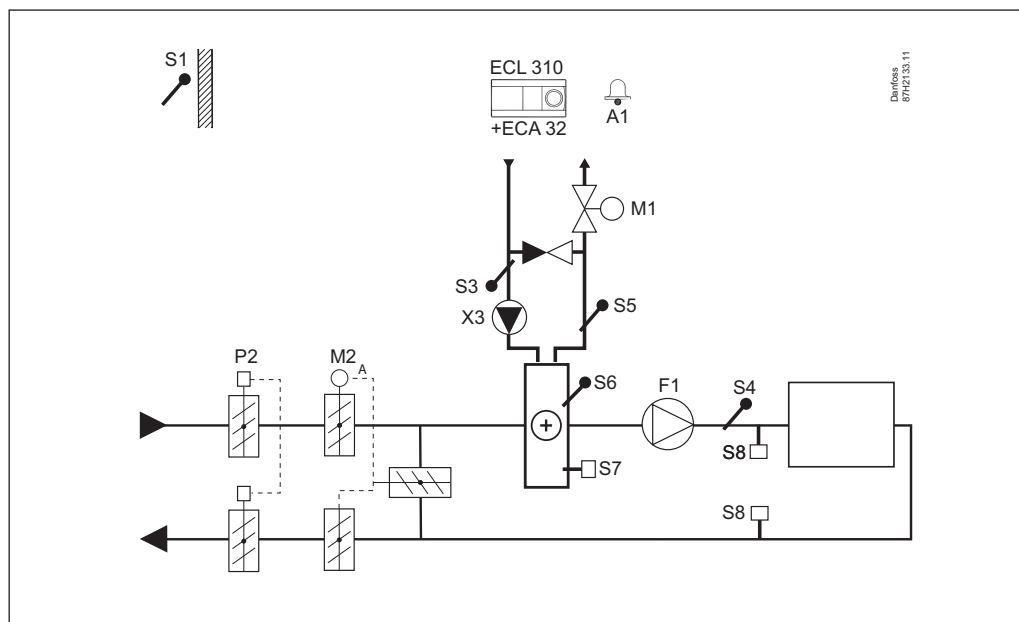 S1
ECL 310
+ECA 32
A1
Danfoss
87H2133.11
M1
S3
S5
X3
P2
M2
A
S6
F1
S4
S8
S7
S8